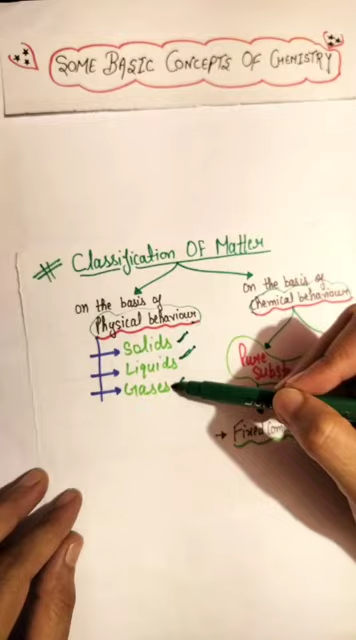 SOME BASIC CONCEPTS OF CHEMISTRY
# Classification Of Matter
on the basis of
Physical behaviour
Solids
Liquids
Gases
on the basis of
Chemical behaviour
Pure
Fixed